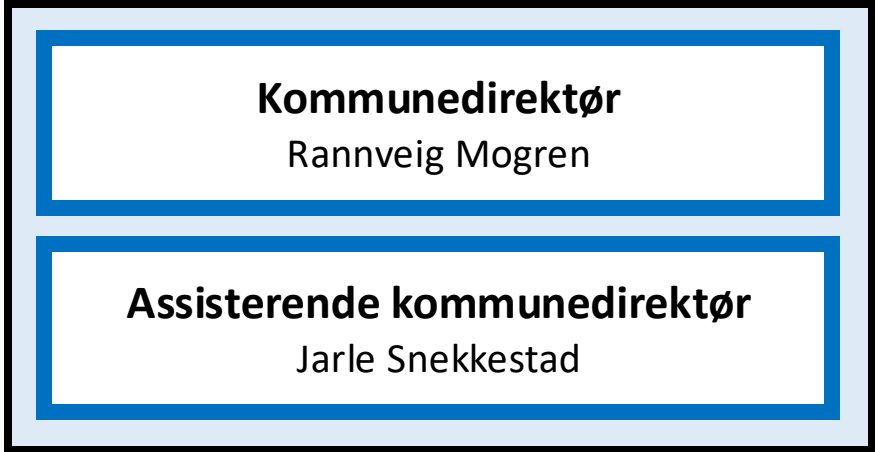 Kommunedirektør
Rannveig Mogren
Assisterende kommunedirektør
Jarle Snekkestad